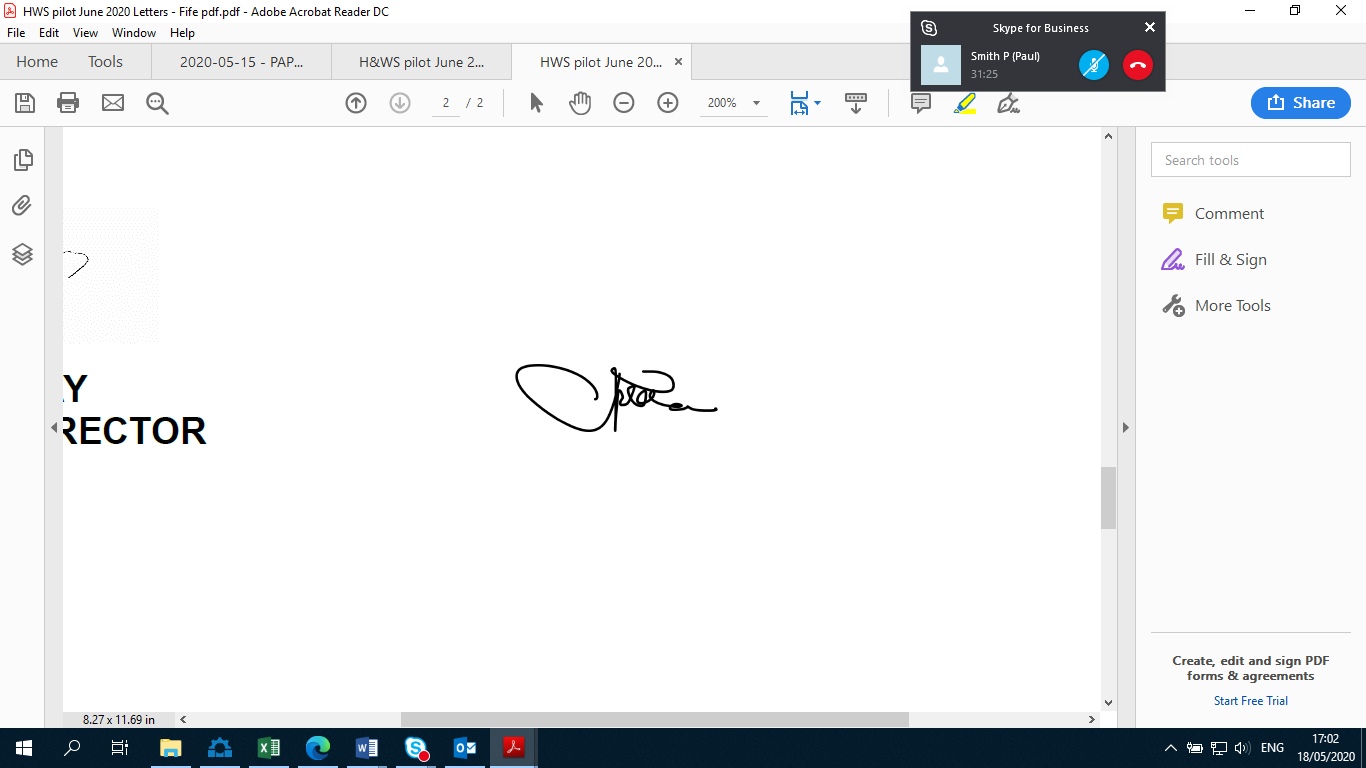 HWS pilot June 2020 Letters - Fife pdf.pdf - Adobe Acrobat Reader DC
File Edit View Window Help
Skype for Business
Smith P (Paul)
31:25
Home Tools 2020-05-15 - PAP... H&WS pilot June 2... HWS pilot June 20...
2 / 2 200% Share
Search tools
Comment
Fill & Sign
More Tools
Y
RECTOR
Create, edit and sign PDF
forms & agreements
Start Free Trial
8.27 x 11.69 in
ENG 17:02
18/05/2020